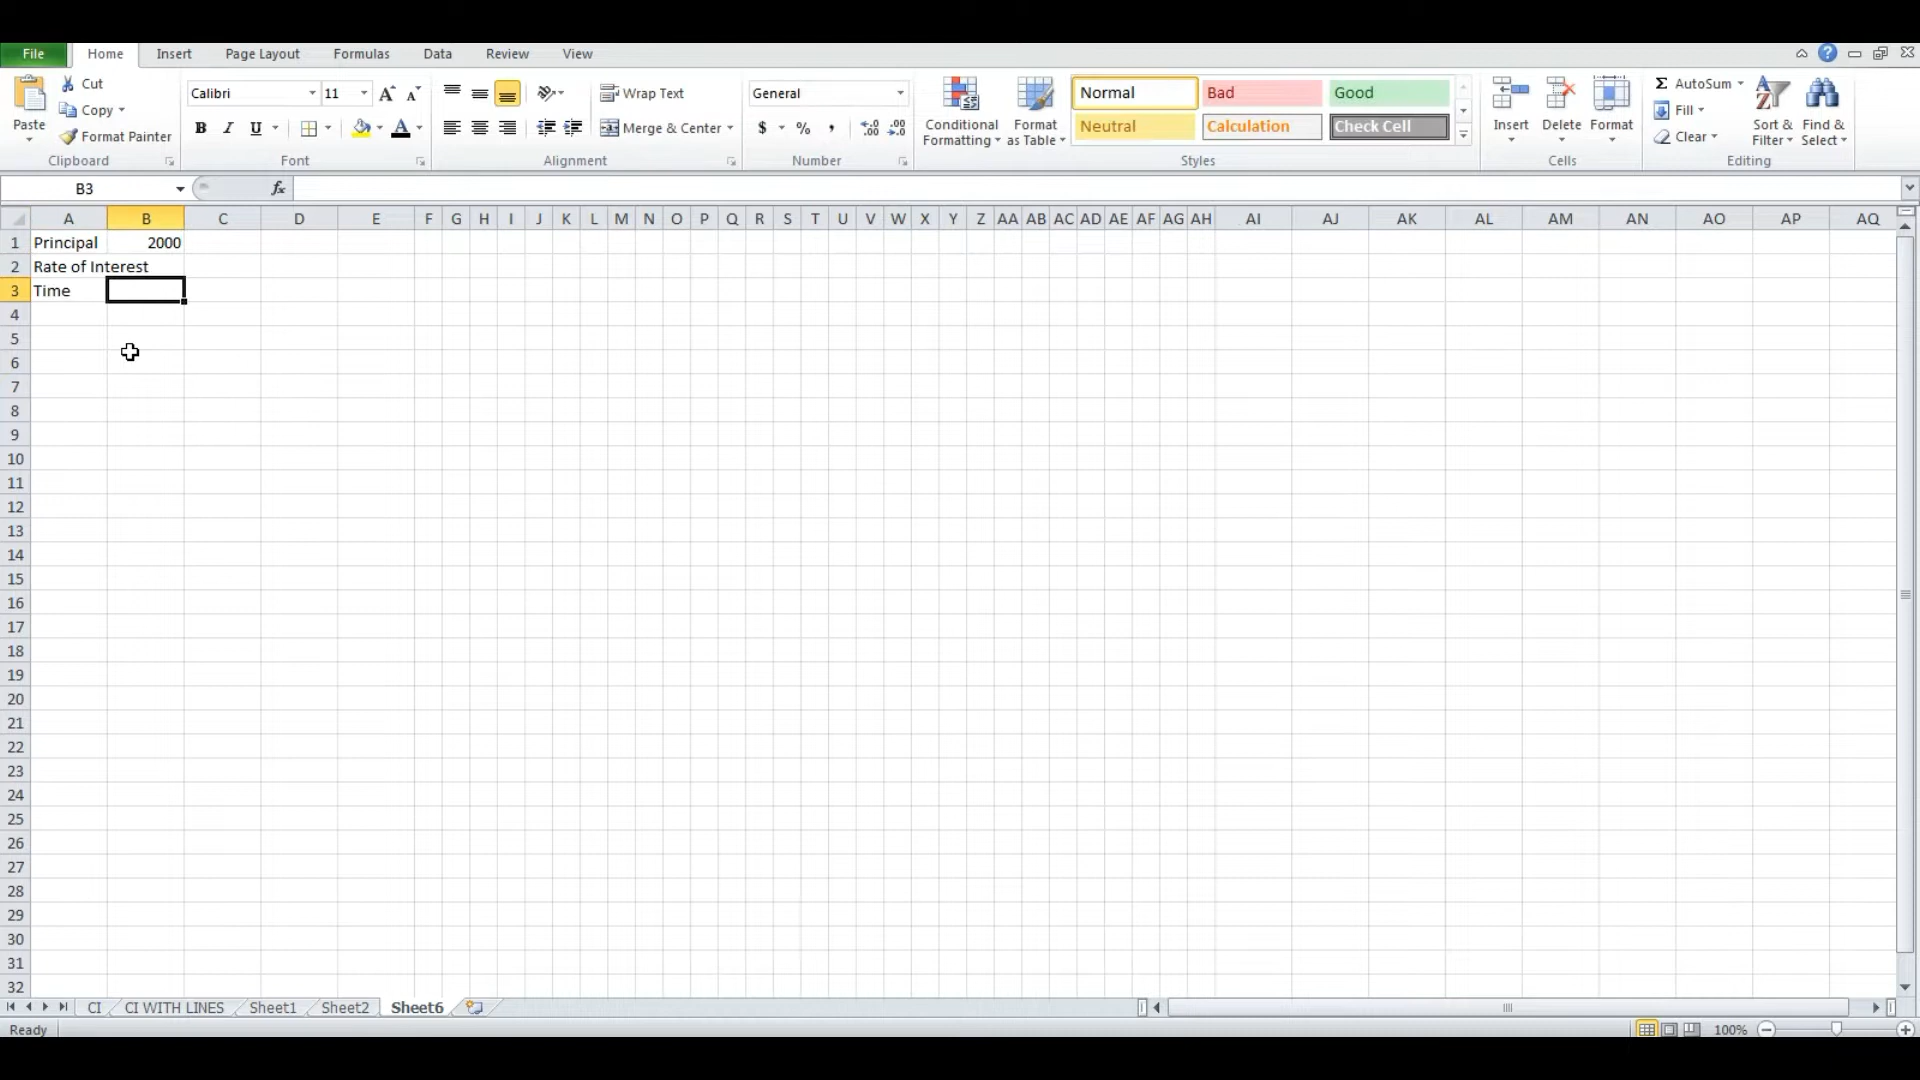 File Home Insert Page Layout Formulas Data Review View
Cut
Copy
Format Painter
Paste
Clipboard
Calibri 11
B I U
Font
Wrap Text
Merge & Center
Alignment
General
$ % ,
Number
Conditional Formatting
Format as Table
Normal Bad Good
Neutral Calculation Check Cell
Styles
Insert Delete Format
Cells
Σ AutoSum
Fill
Clear
Sort & Filter
Find & Select
Editing
B3 fx
A B C D E F G H I J K L M N O P Q R S T U V W X Y Z AA AB AC AD AE AF AG AH AI AJ AK AL AM AN AO AP AQ
1 Principal 2000
2 Rate of Interest
3 Time
4
5
6
7
8
9
10
11
12
13
14
15
16
17
18
19
20
21
22
23
24
25
26
27
28
29
30
31
32
CI CI WITH LINES Sheet1 Sheet2 Sheet6
Ready 100%